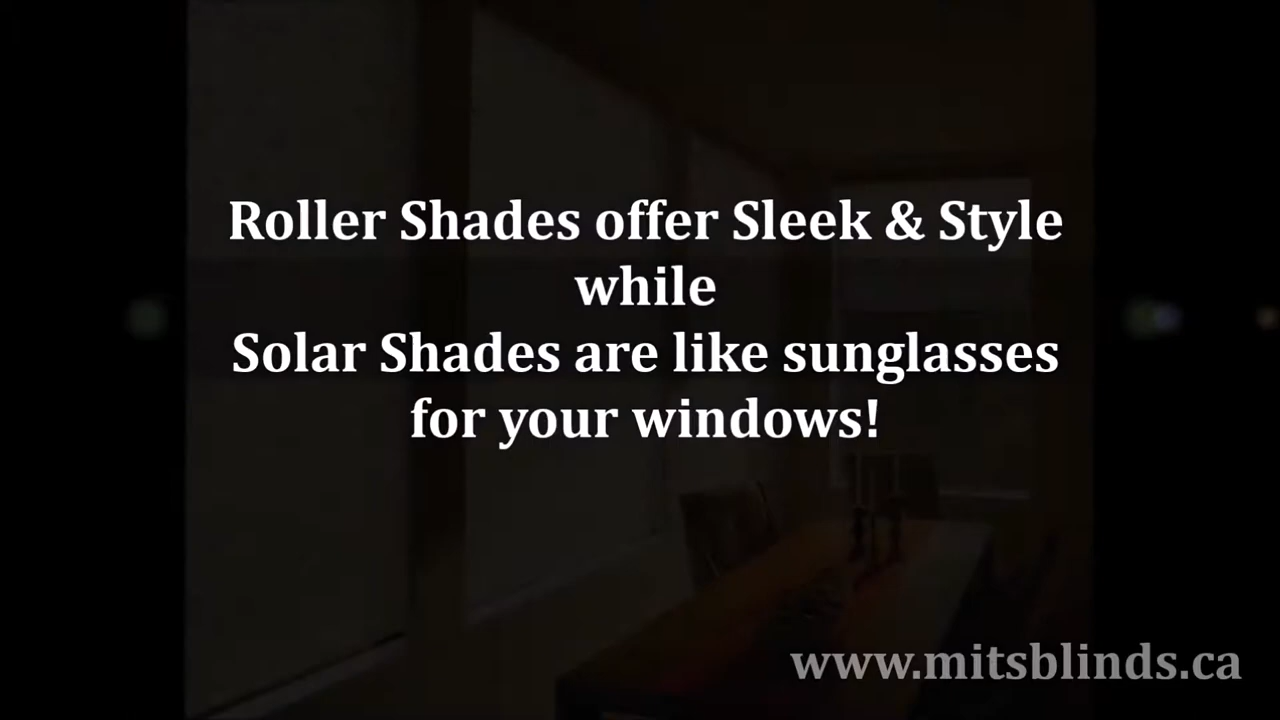 Roller Shades offer Sleek & Style
while
Solar Shades are like sunglasses
for your windows!
www.mitsblinds.ca